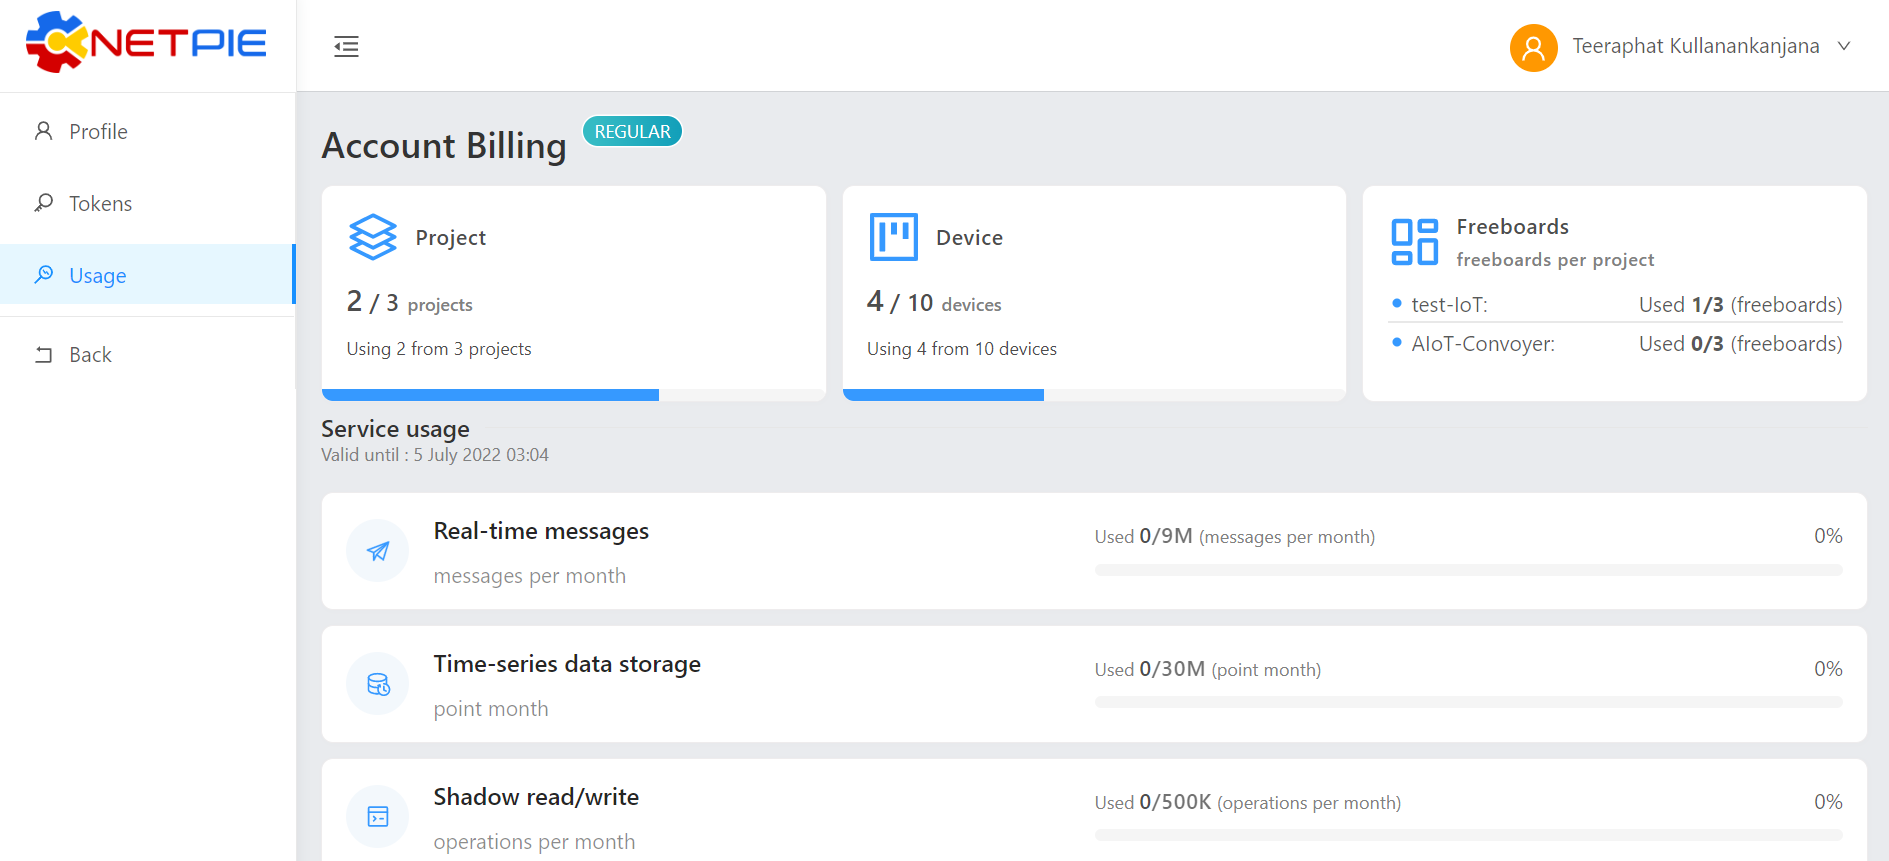 NETPIE
Teeraphat Kullanankanjana
Profile
Tokens
Usage
Back
Account Billing
REGULAR
Project
2 / 3 projects
Using 2 from 3 projects
Device
4 / 10 devices
Using 4 from 10 devices
Freeboards
freeboards per project
test-IoT: Used 1/3 (freeboards)
AIoT-Convoyer: Used 0/3 (freeboards)
Service usage
Valid until : 5 July 2022 03:04
Real-time messages
messages per month
Used 0/9M (messages per month) 0%
Time-series data storage
point month
Used 0/30M (point month) 0%
Shadow read/write
operations per month
Used 0/500K (operations per month) 0%